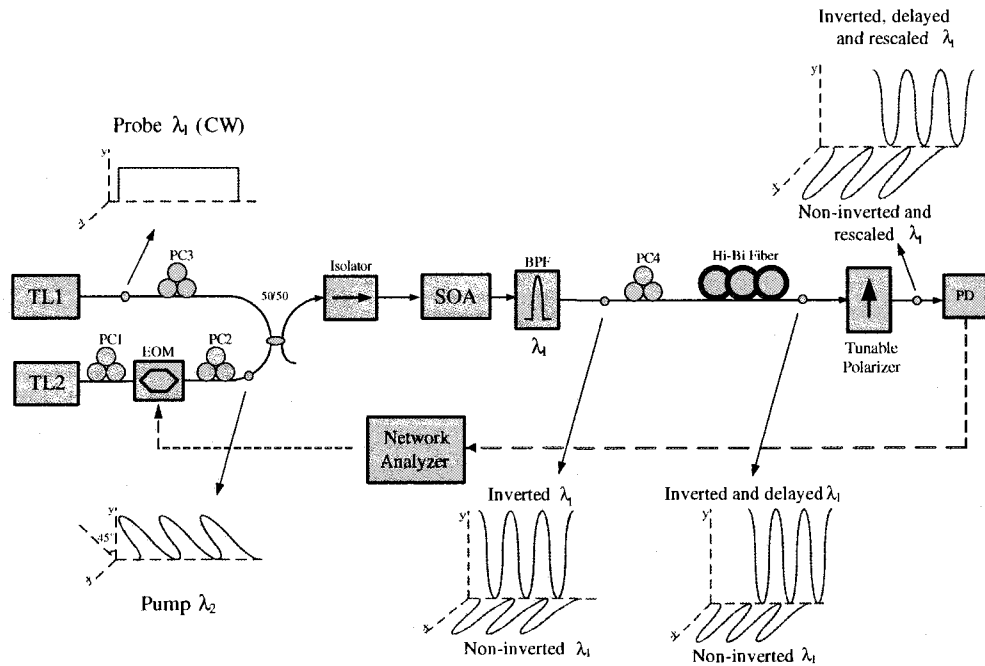 Inverted, delayed
and rescaled λ₁
y
x
Non-inverted and
rescaled λ₁
Probe λ₁ (CW)
y
x
PC3
TL1
50/50
Isolator
SOA
BPF
λ₁
PC4
Hi-Bi Fiber
Tunable
Polarizer
PD
PC1
EOM
PC2
TL2
Network
Analyzer
y
45°
x
Pump λ₂
Inverted λ₁
y
x
Non-inverted λ₁
Inverted and delayed λ₁
y
x
Non-inverted λ₁